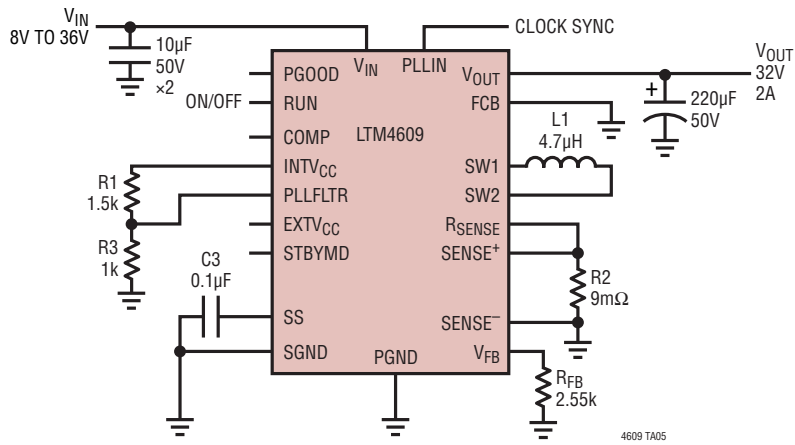 VIN
8V TO 36V
10µF
50V
×2
CLOCK SYNC
VIN
PLLIN
VOUT
32V
2A
PGOOD
VOUT
ON/OFF
RUN
FCB
+
220µF
50V
COMP
LTM4609
L1
4.7µH
INTVCC
SW1
R1
1.5k
PLLFLTR
SW2
EXTVCC
RSENSE
R3
1k
STBYMD
SENSE+
C3
0.1µF
R2
9mΩ
SS
SENSE–
SGND
PGND
VFB
RFB
2.55k
4609 TA05